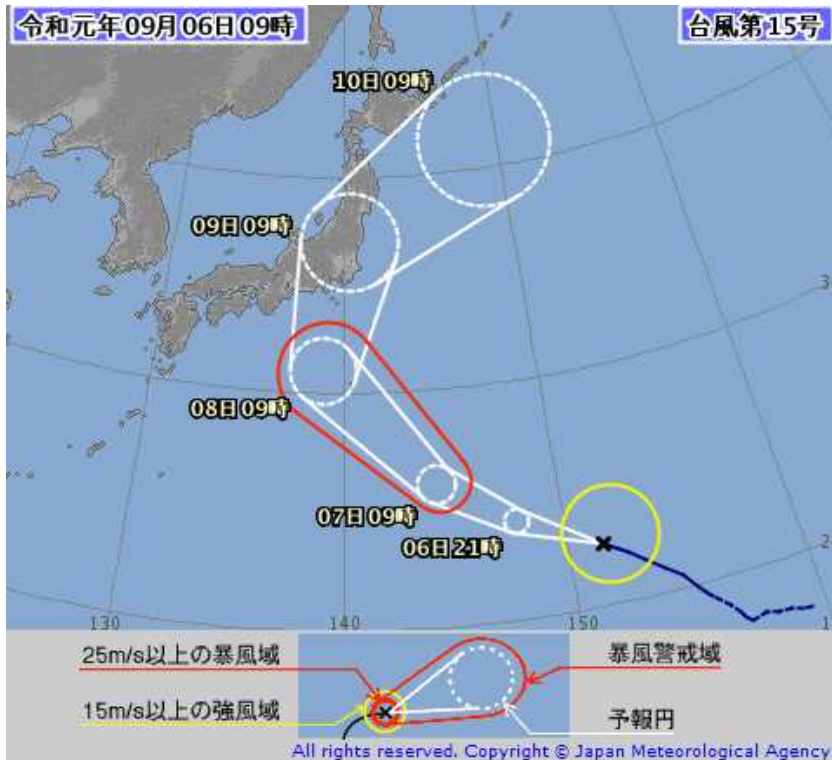 令和元年09月06日09時
台風第15号
10日09時
09日09時
08日09時
07日09時
06日21時
130
140
150
25m/s以上の暴風域
暴風警戒域
15m/s以上の強風域
予報円
All rights reserved. Copyright © Japan Meteorological Agency